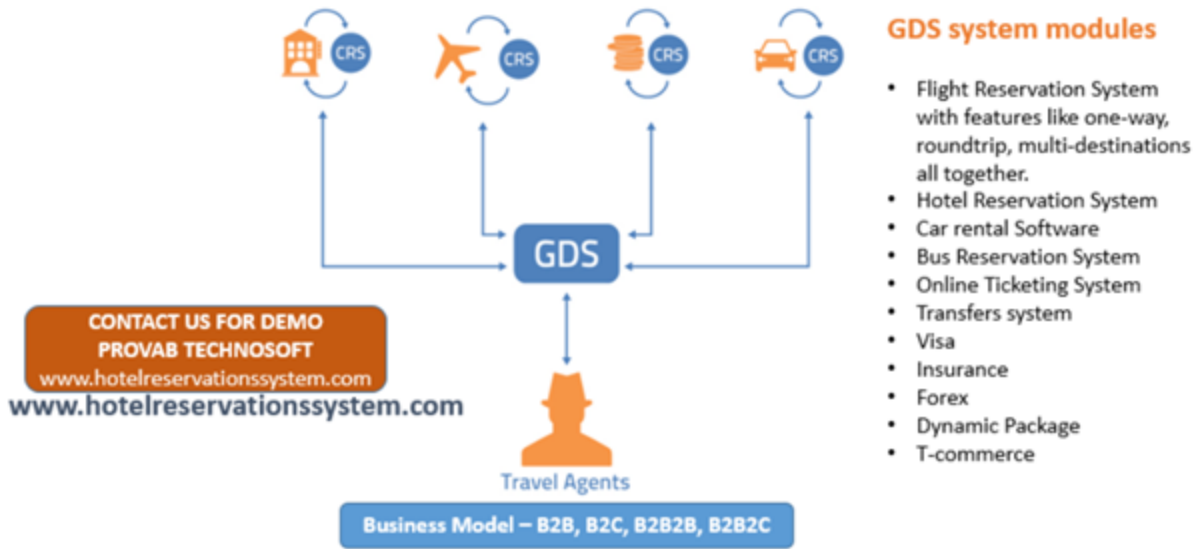 CRS
CRS
CRS
CRS
GDS
CONTACT US FOR DEMO
PROVAB TECHNOSOFT
www.hotelreservationssystem.com
www.hotelreservationssystem.com
Travel Agents
Business Model – B2B, B2C, B2B2B, B2B2C
GDS system modules
• Flight Reservation System
with features like one-way,
roundtrip, multi-destinations
all together.
• Hotel Reservation System
• Car rental Software
• Bus Reservation System
• Online Ticketing System
• Transfers system
• Visa
• Insurance
• Forex
• Dynamic Package
• T-commerce